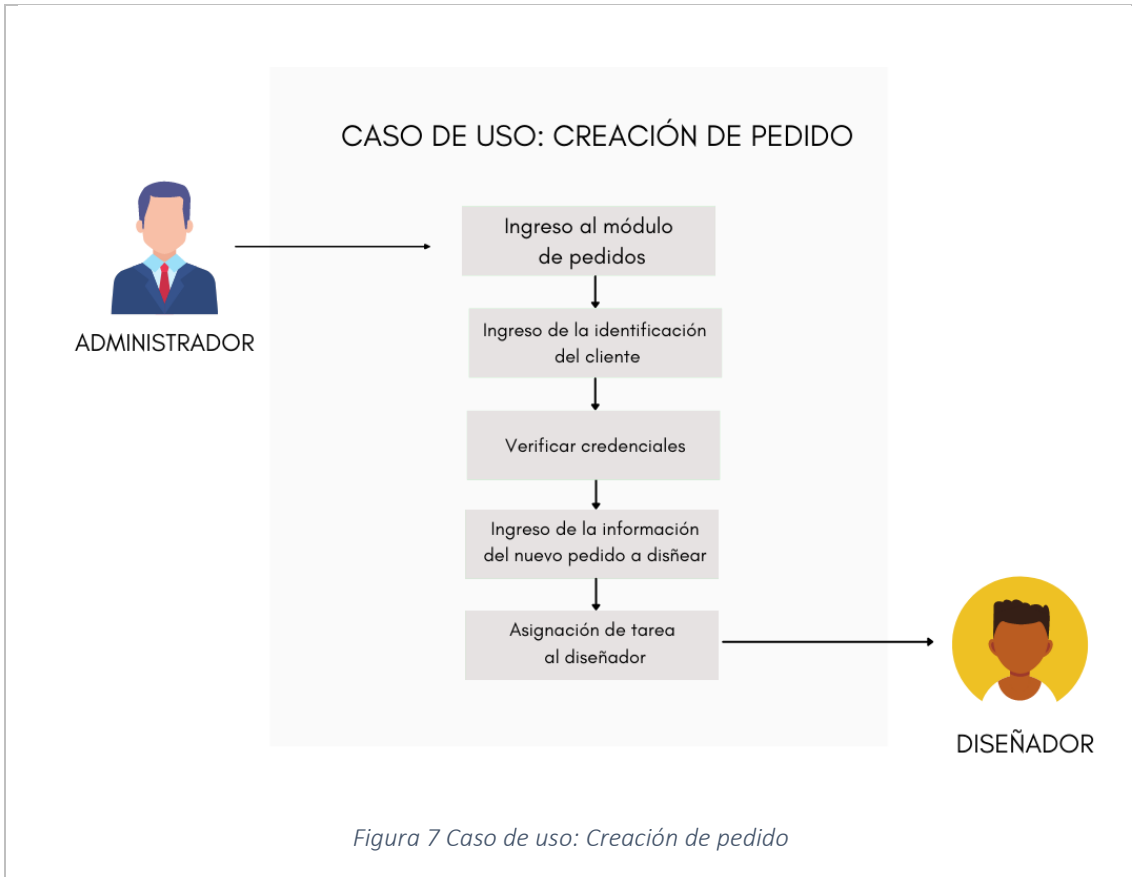 CASO DE USO: CREACIÓN DE PEDIDO
ADMINISTRADOR
Ingreso al módulo
de pedidos
Ingreso de la identificación
del cliente
Verificar credenciales
Ingreso de la información
del nuevo pedido a disñear
Asignación de tarea
al diseñador
DISEÑADOR
Figura 7 Caso de uso: Creación de pedido